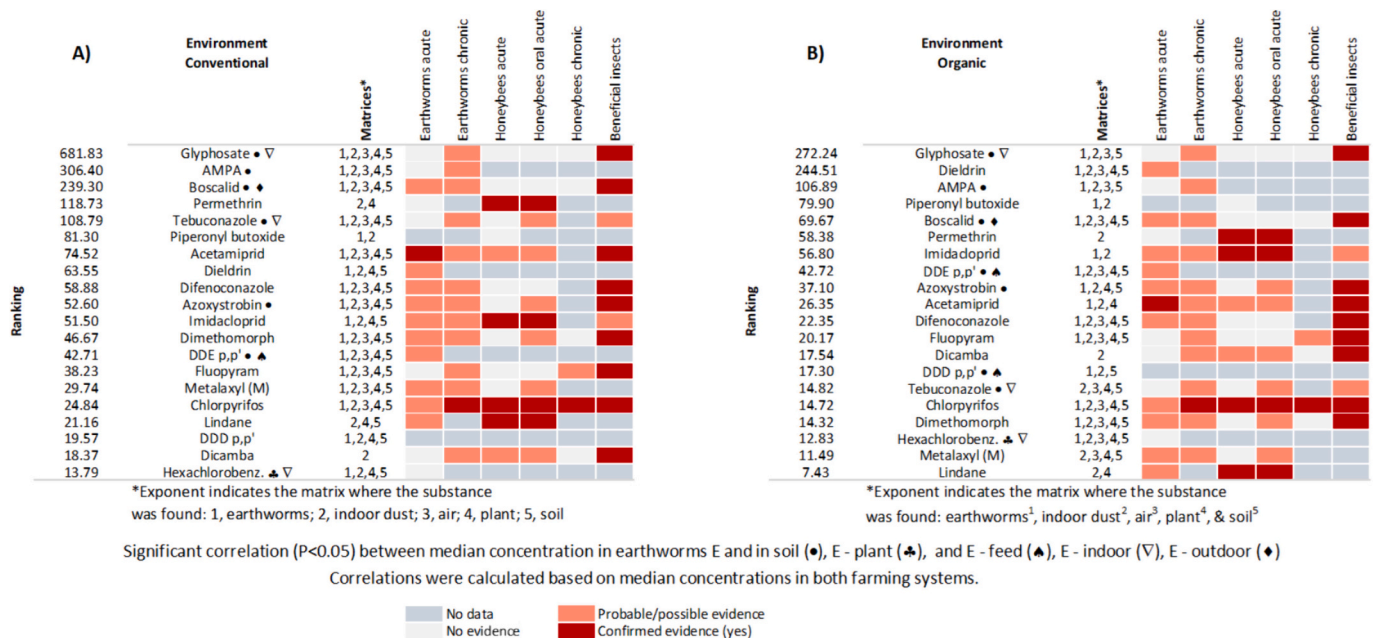 A)
Environment
Conventional
Matrices*
Earthworms acute
Earthworms chronic
Honeybees acute
Honeybees oral acute
Honeybees chronic
Beneficial insects
Ranking
681.83 Glyphosate ● ▽ 1,2,3,4,5
306.40 AMPA ● 1,2,3,4,5
239.30 Boscalid ● ♦ 1,2,3,4,5
118.73 Permethrin 2,4
108.79 Tebuconazole ● ▽ 1,2,3,4,5
81.30 Piperonyl butoxide 1,2
74.52 Acetamiprid 1,2,3,4,5
63.55 Dieldrin 1,2,4,5
58.88 Difenoconazole 1,2,3,4,5
52.60 Azoxystrobin ● 1,2,3,4,5
51.50 Imidacloprid 1,2,4,5
46.67 Dimethomorph 1,2,3,4,5
42.71 DDE p,p' ● ♠ 1,2,3,4,5
38.23 Fluopyram 1,2,3,4,5
29.74 Metalaxyl (M) 1,2,3,4,5
24.84 Chlorpyrifos 1,2,3,4,5
21.16 Lindane 2,4,5
19.57 DDD p,p' 1,2,4,5
18.37 Dicamba 2
13.79 Hexachlorobenz. ♣ ▽ 1,2,4,5
*Exponent indicates the matrix where the substance
was found: 1, earthworms; 2, indoor dust; 3, air; 4, plant; 5, soil
B)
Environment
Organic
Matrices*
Earthworms acute
Earthworms chronic
Honeybees acute
Honeybees oral acute
Honeybees chronic
Beneficial insects
Ranking
272.24 Glyphosate ● ▽ 1,2,3,5
244.51 Dieldrin 1,2,3,4,5
106.89 AMPA ● 1,2,3,5
79.90 Piperonyl butoxide 1,2
69.67 Boscalid ● ♦ 1,2,3,4,5
58.38 Permethrin 2
56.80 Imidacloprid 1,2
42.72 DDE p,p' ● ♠ 1,2,3,4,5
37.10 Azoxystrobin ● 1,2,4,5
26.35 Acetamiprid 1,2,4
22.35 Difenoconazole 1,2,3,4,5
20.17 Fluopyram 1,2,3,4,5
17.54 Dicamba 2
17.30 DDD p,p' ● ♠ 1,2,5
14.82 Tebuconazole ● ▽ 2,3,4,5
14.72 Chlorpyrifos 1,2,3,4,5
14.32 Dimethomorph 1,2,3,4,5
12.83 Hexachlorobenz. ♣ ▽ 1,2,3,4,5
11.49 Metalaxyl (M) 2,3,4,5
7.43 Lindane 2,4
*Exponent indicates the matrix where the substance
was found: earthworms¹, indoor dust², air³, plant⁴, & soil⁵
Significant correlation (P<0.05) between median concentration in earthworms E and in soil (●), E - plant (♣), and E - feed (♠), E - indoor (▽), E - outdoor (♦)
Correlations were calculated based on median concentrations in both farming systems.
No data
Probable/possible evidence
No evidence
Confirmed evidence (yes)